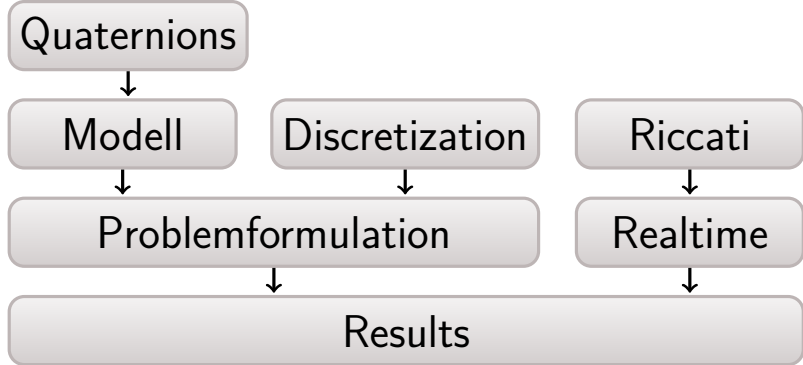 Quaternions
Modell
Discretization
Riccati
Problemformulation
Realtime
Results